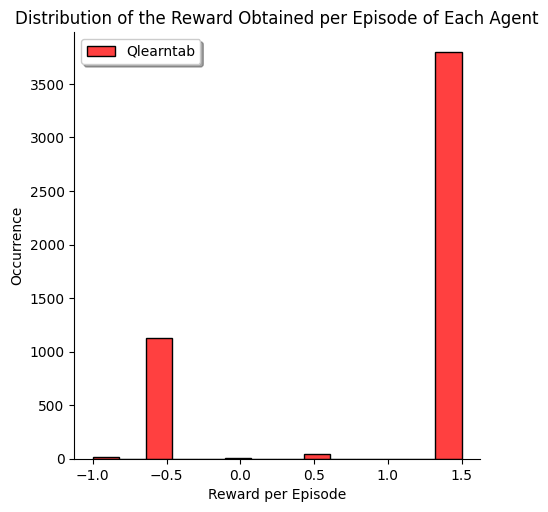 Distribution of the Reward Obtained per Episode of Each Agent
Qlearntab
3500
3000
2500
2000
1500
1000
500
0
Occurrence
−1.0 −0.5 0.0 0.5 1.0 1.5
Reward per Episode